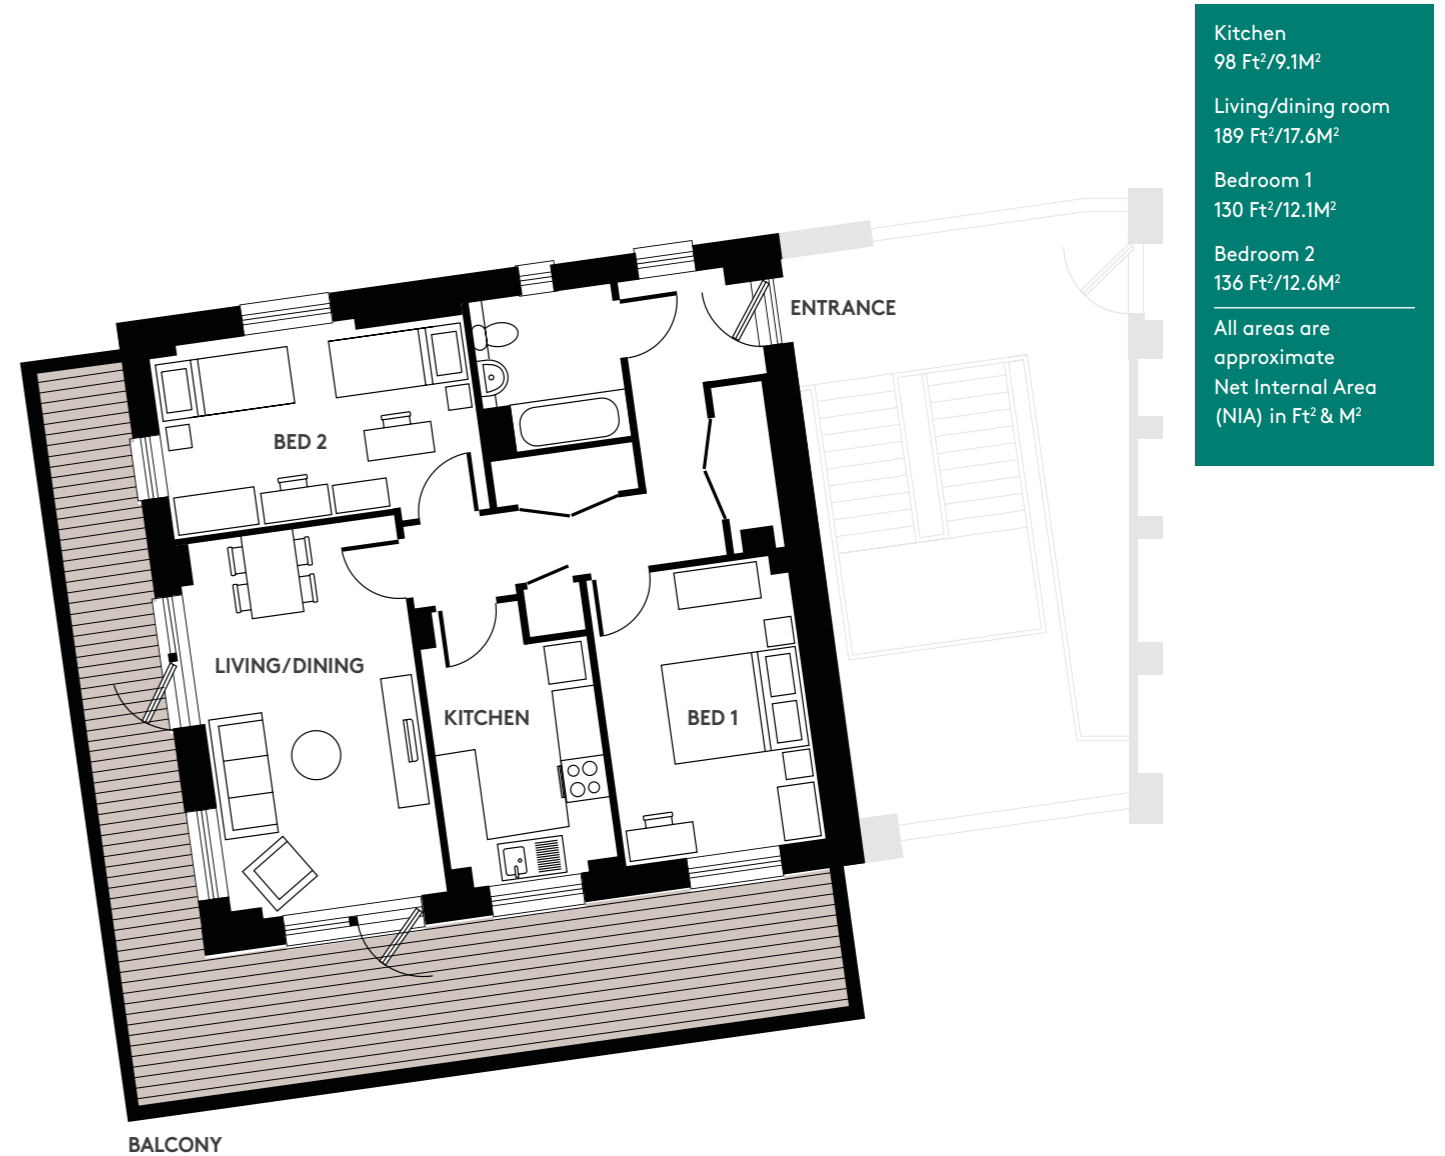 Kitchen
98 Ft²/9.1M²
Living/dining room
189 Ft²/17.6M²
Bedroom 1
130 Ft²/12.1M²
Bedroom 2
136 Ft²/12.6M²
All areas are
approximate
Net Internal Area
(NIA) in Ft² & M²
ENTRANCE
BED 2
LIVING/DINING
KITCHEN
BED 1
BALCONY